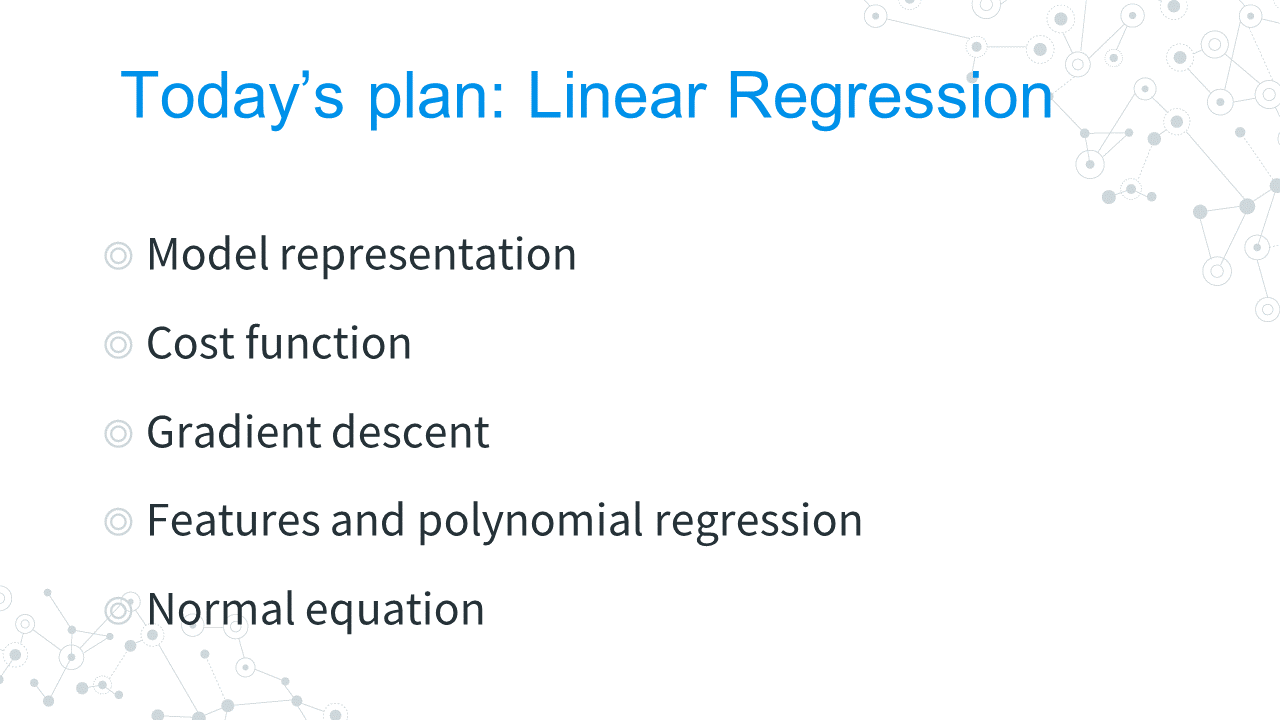 Today’s plan: Linear Regression
Model representation
Cost function
Gradient descent
Features and polynomial regression
Normal equation